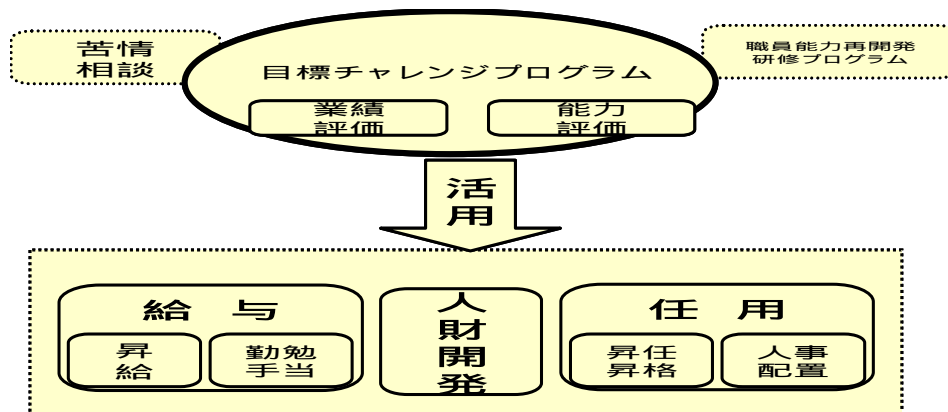 苦情
相談
目標チャレンジプログラム
職員能力再開発
研修プログラム
業績
評価
能力
評価
活
用
給 与
昇
給
勤勉
手当
人
財
開
発
任 用
昇任
昇格
人事
配置